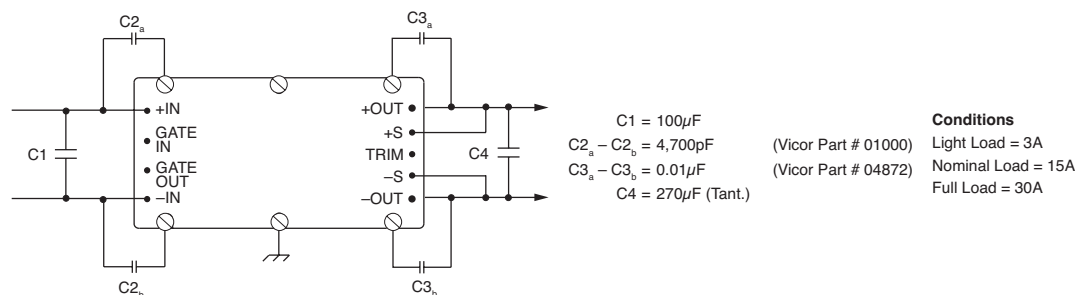 C2a
C3a
+IN
GATE
IN
GATE
OUT
–IN
+OUT
+S
TRIM
–S
–OUT
C1
C4
C2b
C3b
C1 = 100µF
C2a – C2b = 4,700pF (Vicor Part # 01000)
C3a – C3b = 0.01µF (Vicor Part # 04872)
C4 = 270µF (Tant.)
Conditions
Light Load = 3A
Nominal Load = 15A
Full Load = 30A